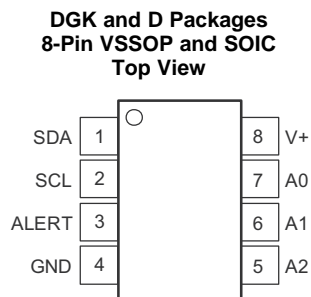 DGK and D Packages
8-Pin VSSOP and SOIC
Top View
SDA 1 8 V+
SCL 2 7 A0
ALERT 3 6 A1
GND 4 5 A2